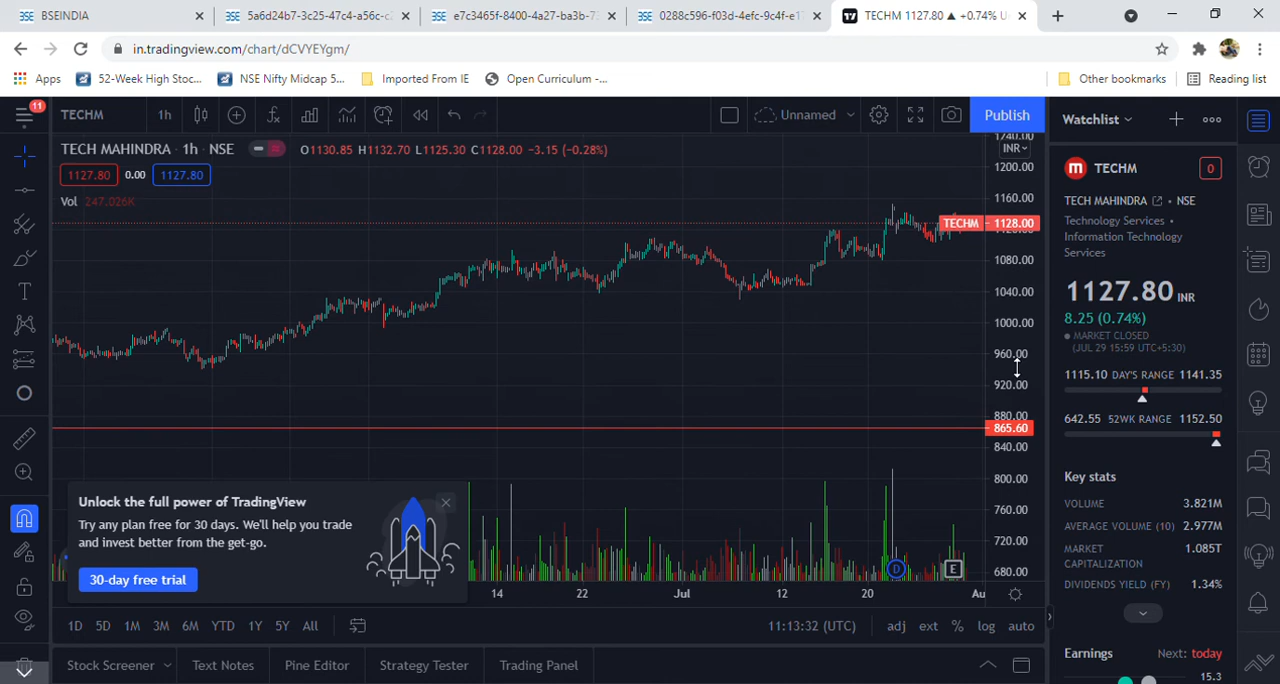 BSEINDIA
5a6d24b7-3c25-47c4-a56c-c
e7c3465f-8400-4a27-ba3b-7
0288c596-f03d-4efc-9c4f-e1
TECHM 1127.80 ▲ +0.74% U
in.tradingview.com/chart/dCVYEYgm/
Apps
52-Week High Stoc...
NSE Nifty Midcap 5...
Imported From IE
Open Curriculum -...
Other bookmarks
Reading list
11
TECHM
1h
Unnamed
Publish
Watchlist
TECH MAHINDRA · 1h · NSE
O1130.85 H1132.70 L1125.30 C1128.00 −3.15 (−0.28%)
1127.80 0.00 1127.80
Vol 247.026K
1240.00
INR
1200.00
1160.00
TECHM 1128.00
1080.00
1040.00
1000.00
960.00
920.00
880.00
865.60
840.00
800.00
760.00
720.00
680.00
Unlock the full power of TradingView
Try any plan free for 30 days. We'll help you trade
and invest better from the get-go.
30-day free trial
D
E
14 22 Jul 12 20 Au
1D 5D 1M 3M 6M YTD 1Y 5Y All
11:13:32 (UTC)
adj ext % log auto
Stock Screener
Text Notes
Pine Editor
Strategy Tester
Trading Panel
m TECHM 0
TECH MAHINDRA • NSE
Technology Services •
Information Technology
Services
1127.80 INR
8.25 (0.74%)
MARKET CLOSED
(JUL 29 15:59 UTC+5:30)
1115.10 DAY'S RANGE 1141.35
642.55 52WK RANGE 1152.50
Key stats
VOLUME 3.821M
AVERAGE VOLUME (10) 2.977M
MARKET
CAPITALIZATION
1.085T
DIVIDENDS YIELD (FY) 1.34%
Earnings Next: today
15.3